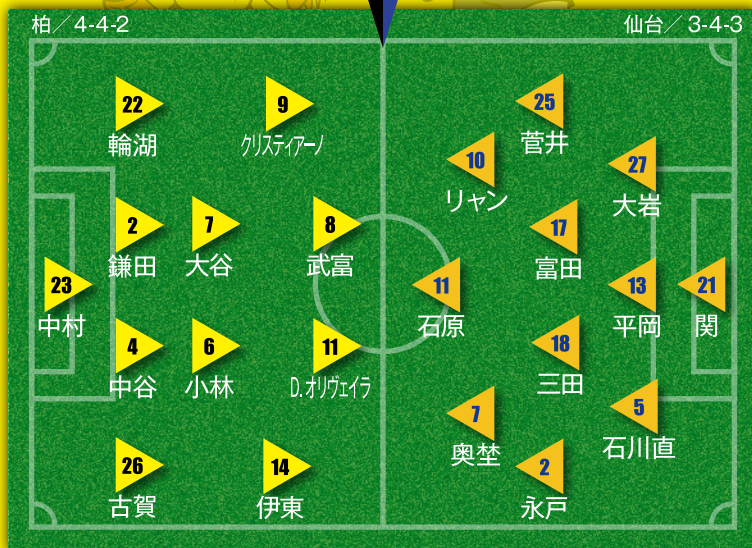 柏／4-4-2
仙台／3-4-3
22
輪湖
9
クリスティアーノ
2
鎌田
7
大谷
8
武富
23
中村
4
中谷
6
小林
11
D.オリヴェイラ
26
古賀
14
伊東
25
菅井
10
リャン
27
大岩
17
富田
11
石原
13
平岡
21
関
18
三田
7
奥埜
5
石川直
2
永戸